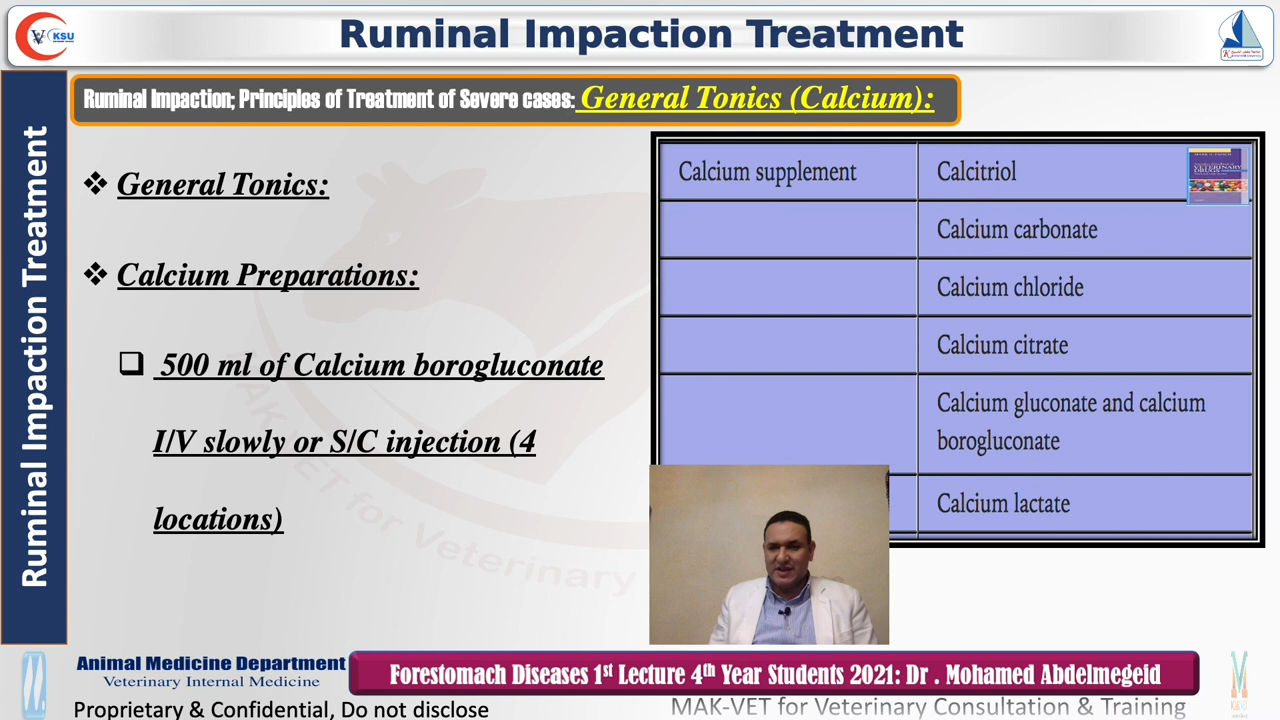 KSU
Ruminal Impaction Treatment
Ruminal Impaction Treatment
Ruminal Impaction; Principles of Treatment of Severe cases: General Tonics (Calcium):
❖ General Tonics:
❖ Calcium Preparations:
❑ 500 ml of Calcium borogluconate
I/V slowly or S/C injection (4
locations)
Calcium supplement
Calcitriol
VETERINARY
DRUGS
Calcium carbonate
Calcium chloride
Calcium citrate
Calcium gluconate and calcium
borogluconate
Calcium lactate
MAK-VET for Veterinary
Animal Medicine Department
Veterinary Internal Medicine
Forestomach Diseases 1st Lecture 4th Year Students 2021: Dr . Mohamed Abdelmegeid
Proprietary & Confidential, Do not disclose
MAK-VET for Veterinary Consultation & Training